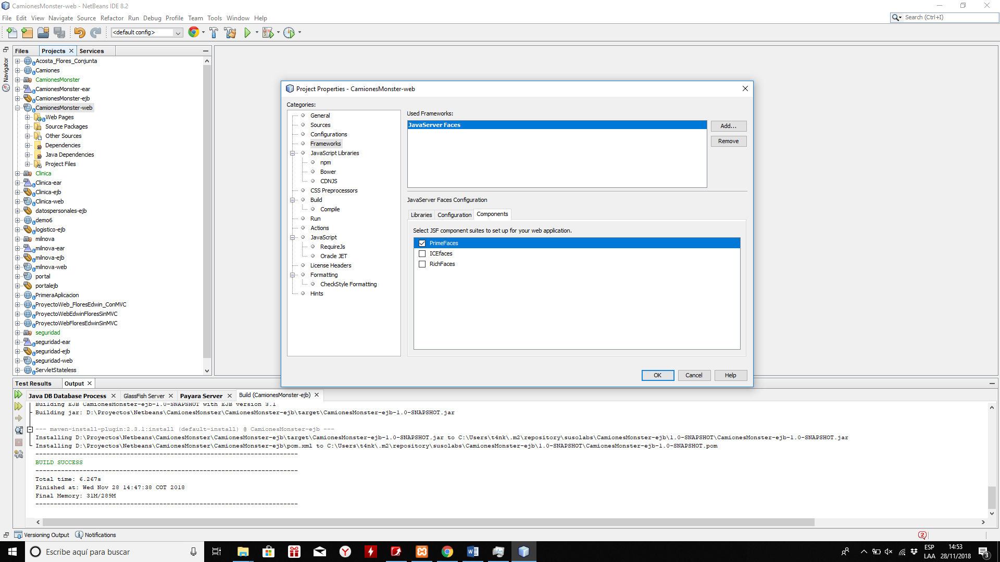 CamionesMonster-web - NetBeans IDE 8.2
File Edit View Navigate Source Refactor Run Debug Profile Team Tools Window Help
Search (Ctrl+I)
<default config>
Navigator
Files Projects Services
Acosta_Flores_Conjunta
Camiones
CamionesMonster
CamionesMonster-ear
CamionesMonster-ejb
CamionesMonster-web
Web Pages
Source Packages
Other Sources
Dependencies
Java Dependencies
Project Files
Clinica
Clinica-ear
Clinica-ejb
Clinica-web
datospersonales-ejb
demo6
logistico-ejb
milnova
milnova-ear
milnova-ejb
milnova-web
portal
portalejb
PrimeraAplicacion
ProyectoWeb_FloresEdwin_ConMVC
ProyectoWebEdwinFloresSinMVC
ProyectoWebFloresEdwinSinMVC
seguridad
seguridad-ear
seguridad-ejb
seguridad-web
ServletStateless
Project Properties - CamionesMonster-web
Categories:
General
Sources
Configurations
Frameworks
JavaScript Libraries
npm
Bower
CDNJS
CSS Preprocessors
Build
Compile
Run
Actions
JavaScript
RequireJs
Oracle JET
License Headers
Formatting
CheckStyle Formatting
Hints
Used Frameworks:
JavaServer Faces
Add...
Remove
JavaServer Faces Configuration
Libraries Configuration Components
Select JSF component suites to set up for your web application.
PrimeFaces
ICEfaces
RichFaces
OK Cancel Help
Test Results Output
Java DB Database Process GlassFish Server Payara Server Build (CamionesMonster-ejb)
Building EJB CamionesMonster-ejb-1.0-SNAPSHOT with EJB version 3.1
Building jar: D:\Proyectos\Netbeans\CamionesMonster\CamionesMonster-ejb\target\CamionesMonster-ejb-1.0-SNAPSHOT.jar
--- maven-install-plugin:2.3.1:install (default-install) @ CamionesMonster-ejb ---
Installing D:\Proyectos\Netbeans\CamionesMonster\CamionesMonster-ejb\target\CamionesMonster-ejb-1.0-SNAPSHOT.jar to C:\Users\t4nk\.m2\repository\susolabs\CamionesMonster-ejb\1.0-SNAPSHOT\CamionesMonster-ejb-1.0-SNAPSHOT.jar
Installing D:\Proyectos\Netbeans\CamionesMonster\CamionesMonster-ejb\pom.xml to C:\Users\t4nk\.m2\repository\susolabs\CamionesMonster-ejb\1.0-SNAPSHOT\CamionesMonster-ejb-1.0-SNAPSHOT.pom
------------------------------------------------------------------------
BUILD SUCCESS
------------------------------------------------------------------------
Total time: 6.267s
Finished at: Wed Nov 28 14:47:38 COT 2018
Final Memory: 31M/289M
------------------------------------------------------------------------
Versioning Output Notifications
2
Escribe aquí para buscar
ESP
LAA
14:53
28/11/2018
3